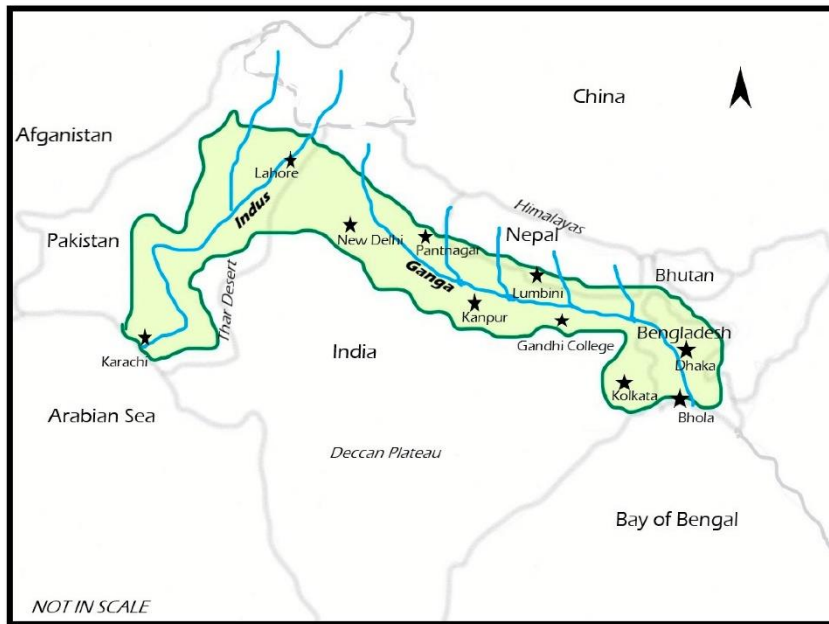 China
Afganistan
Lahore
Indus
Himalayas
Pakistan
New Delhi
Pantnagar
Nepal
Ganga
Lumbini
Bhutan
Thar Desert
Kanpur
Karachi
India
Gandhi College
Bengladesh
Dhaka
Kolkata
Bhola
Arabian Sea
Deccan Plateau
Bay of Bengal
NOT IN SCALE